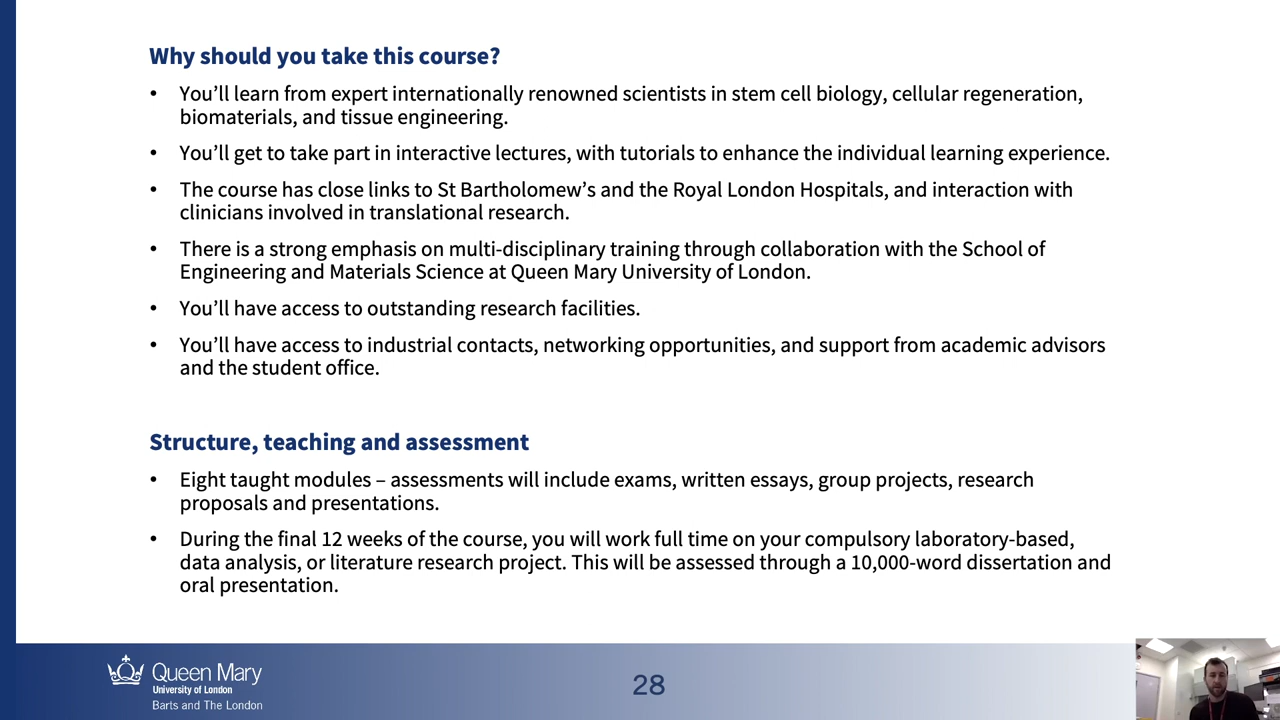 Why should you take this course?
• You’ll learn from expert internationally renowned scientists in stem cell biology, cellular regeneration,
biomaterials, and tissue engineering.
• You’ll get to take part in interactive lectures, with tutorials to enhance the individual learning experience.
• The course has close links to St Bartholomew’s and the Royal London Hospitals, and interaction with
clinicians involved in translational research.
• There is a strong emphasis on multi-disciplinary training through collaboration with the School of
Engineering and Materials Science at Queen Mary University of London.
• You’ll have access to outstanding research facilities.
• You’ll have access to industrial contacts, networking opportunities, and support from academic advisors
and the student office.
Structure, teaching and assessment
• Eight taught modules – assessments will include exams, written essays, group projects, research
proposals and presentations.
• During the final 12 weeks of the course, you will work full time on your compulsory laboratory-based,
data analysis, or literature research project. This will be assessed through a 10,000-word dissertation and
oral presentation.
Queen Mary
University of London
Barts and The London
28